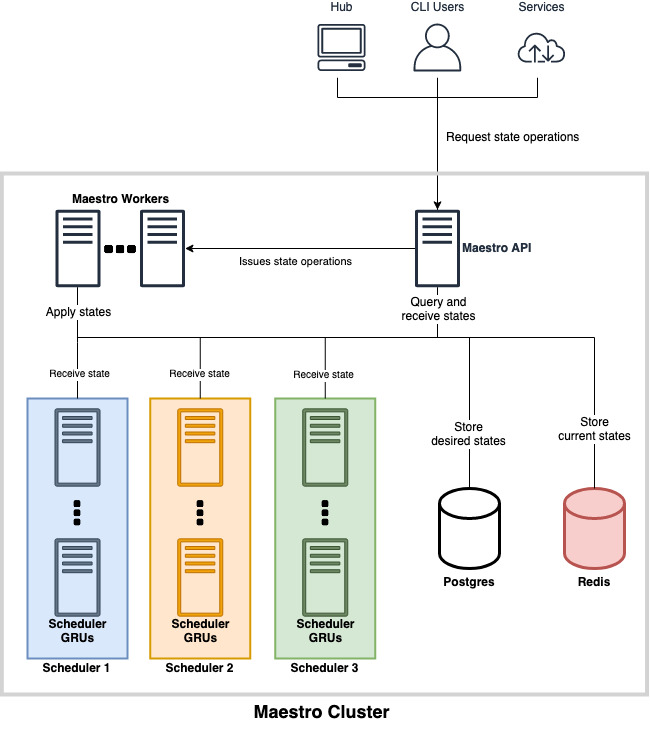 Hub
CLI Users
Services
Request state operations
Maestro Workers
Maestro API
Issues state operations
Apply states
Query and
receive states
Receive state
Receive state
Receive state
Store
desired states
Store
current states
Scheduler
GRUs
Scheduler
GRUs
Scheduler
GRUs
Postgres
Redis
Scheduler 1
Scheduler 2
Scheduler 3
Maestro Cluster